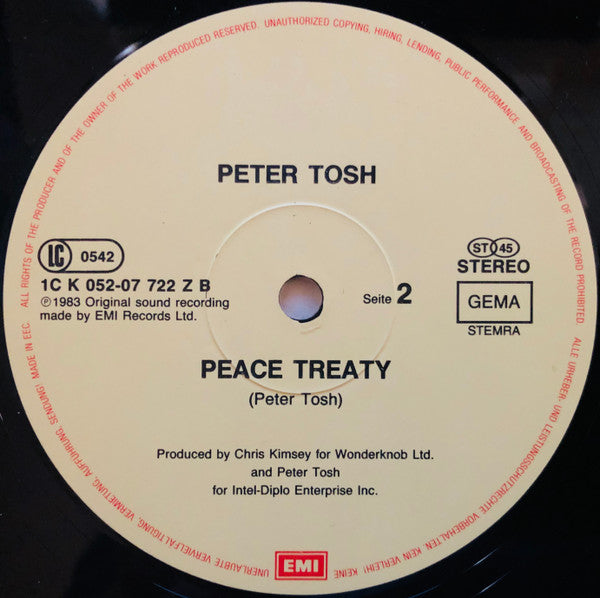 ALL RIGHTS OF THE PRODUCER AND OF THE OWNER OF THE WORK REPRODUCED RESERVED. UNAUTHORIZED COPYING, HIRING, LENDING, PUBLIC PERFORMANCE AND BROADCASTING OF THE RECORD PROHIBITED.
PETER TOSH
LC 0542
1C K 052-07 722 Z B
℗ 1983 Original sound recording
made by EMI Records Ltd.
Seite 2
ST 45
STEREO
GEMA
STEMRA
PEACE TREATY
(Peter Tosh)
Produced by Chris Kimsey for Wonderknob Ltd.
and Peter Tosh
for Intel-Diplo Enterprise Inc.
EMI
ALLE URHEBER- UND LEISTUNGSSCHUTZRECHTE VORBEHALTEN. KEIN VERLEIH! KEINE UNERLAUBTE VERVIELFÄLTIGUNG, VERMIETUNG, AUFFÜHRUNG, SENDUNG! MADE IN EEC.